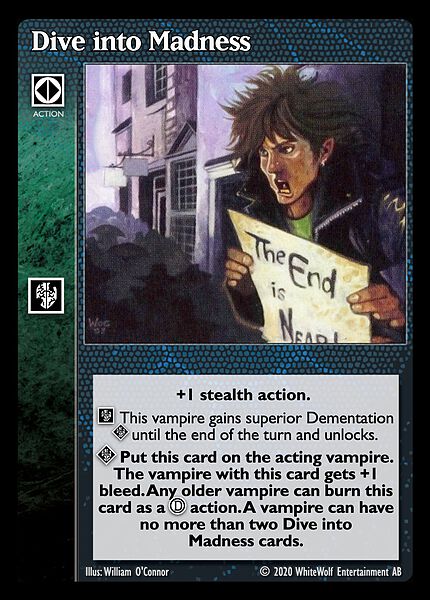 Dive into Madness
ACTION
The End
is
Near!
+1 stealth action.
This vampire gains superior Dementation
until the end of the turn and unlocks.
Put this card on the acting vampire.
The vampire with this card gets +1
bleed. Any older vampire can burn this
card as a Ⓓ action. A vampire can have
no more than two Dive into
Madness cards.
Illus: William O'Connor © 2020 WhiteWolf Entertainment AB